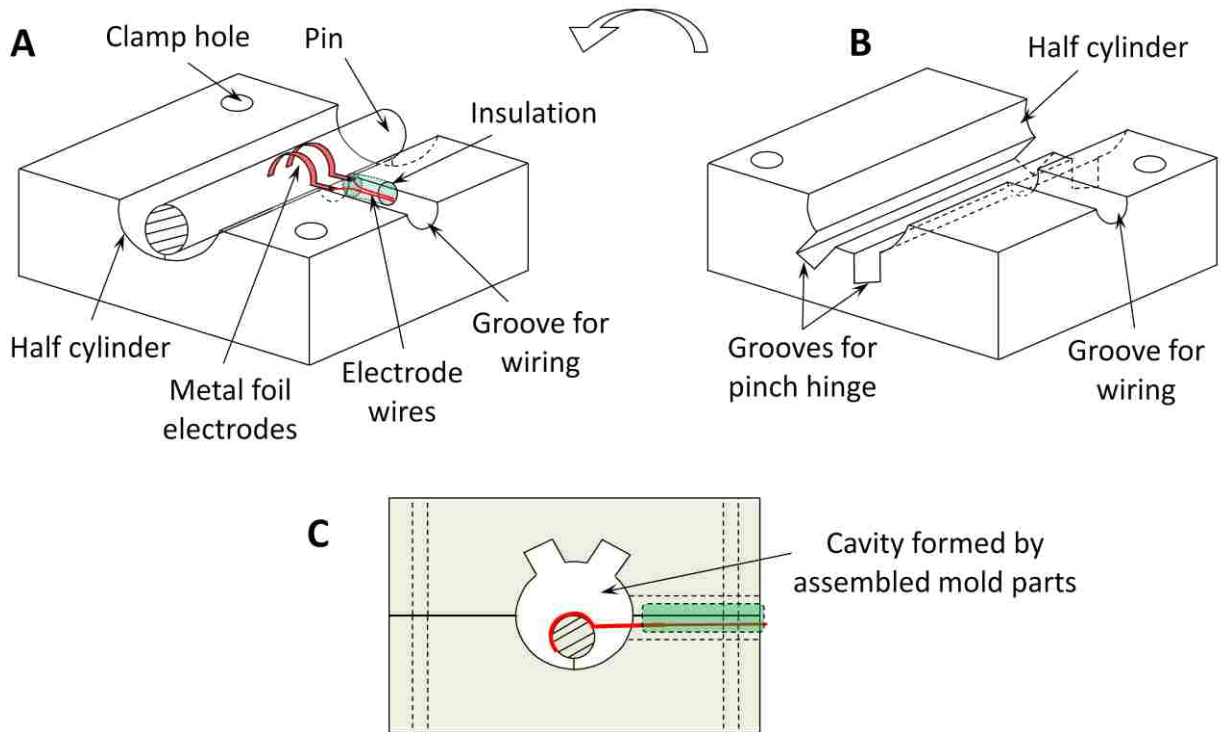 A
Clamp hole
Pin
Insulation
Half cylinder
Metal foil
electrodes
Electrode
wires
Groove for
wiring
B
Half cylinder
Grooves for
pinch hinge
Groove for
wiring
C
Cavity formed by
assembled mold parts